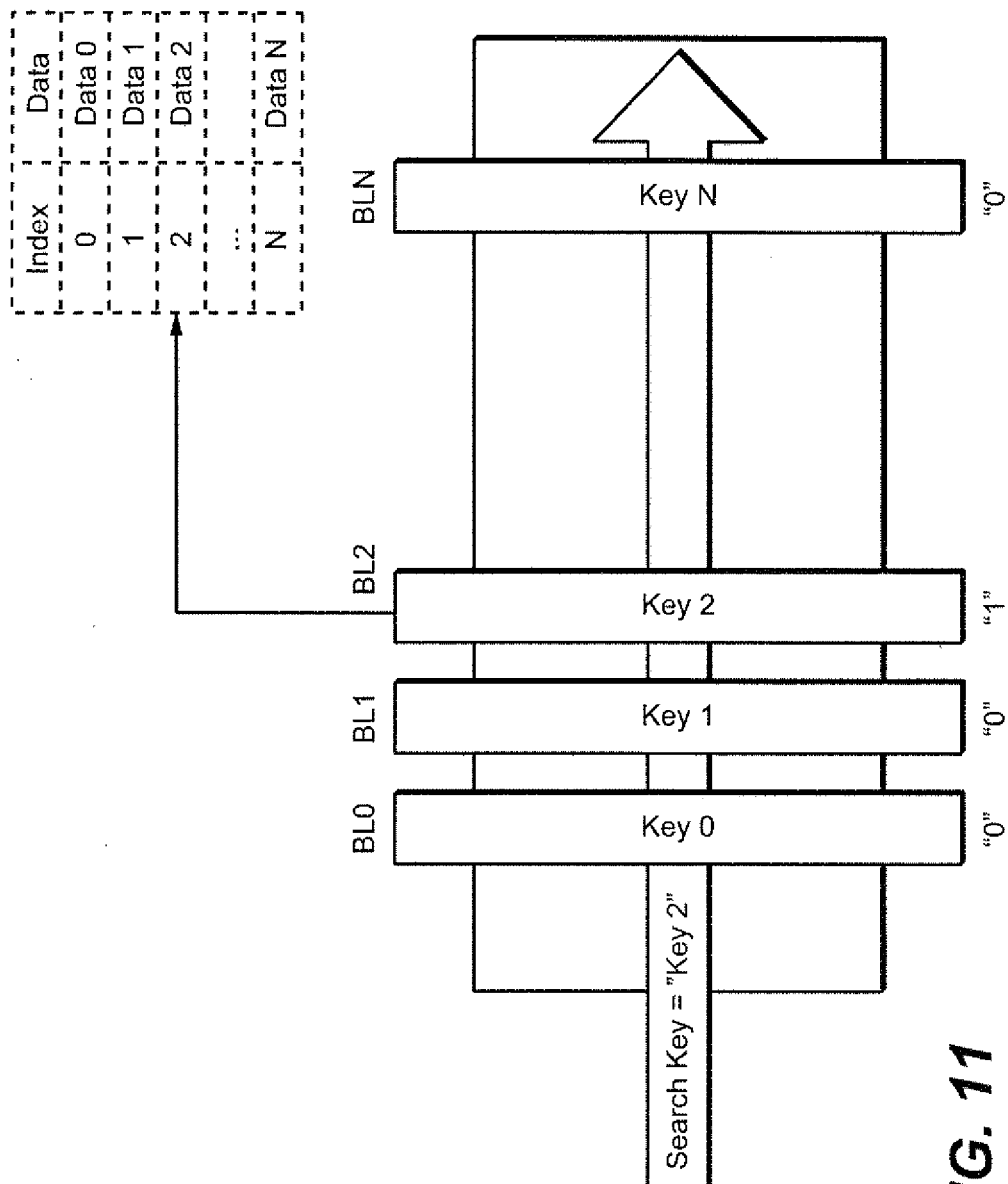 Index Data
0 Data 0
1 Data 1
2 Data 2
...
N Data N
BL0 BL1 BL2 BLN
Search Key = "Key 2" Key 0 Key 1 Key 2 Key N
“0” “0” “1” “0”
G. 11